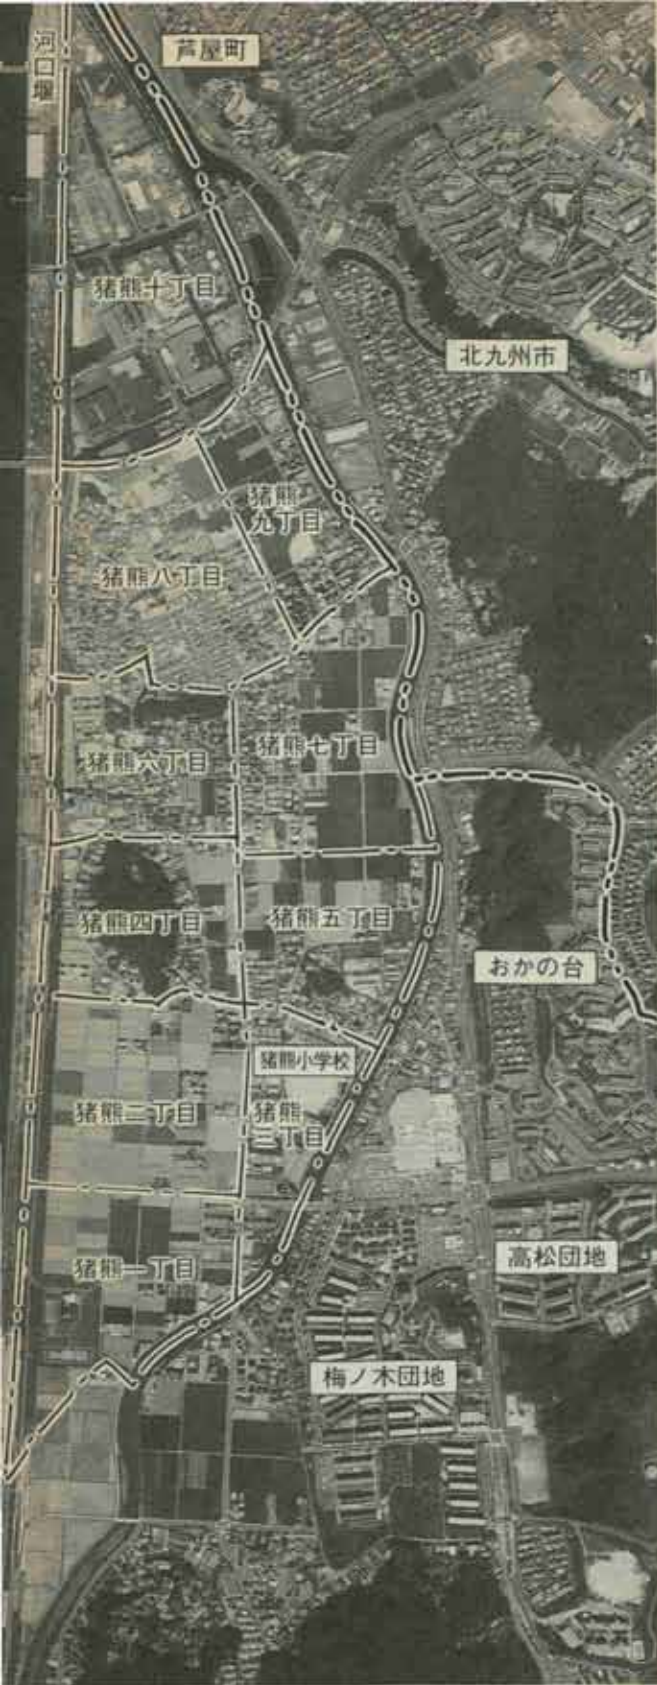 河口堰
芦屋町
猪熊十丁目
北九州市
猪熊
九丁目
猪熊八丁目
猪熊七丁目
猪熊六丁目
猪熊四丁目
猪熊五丁目
おかの台
猪熊小学校
猪熊二丁目
猪熊
三丁目
高松団地
猪熊一丁目
梅ノ木団地